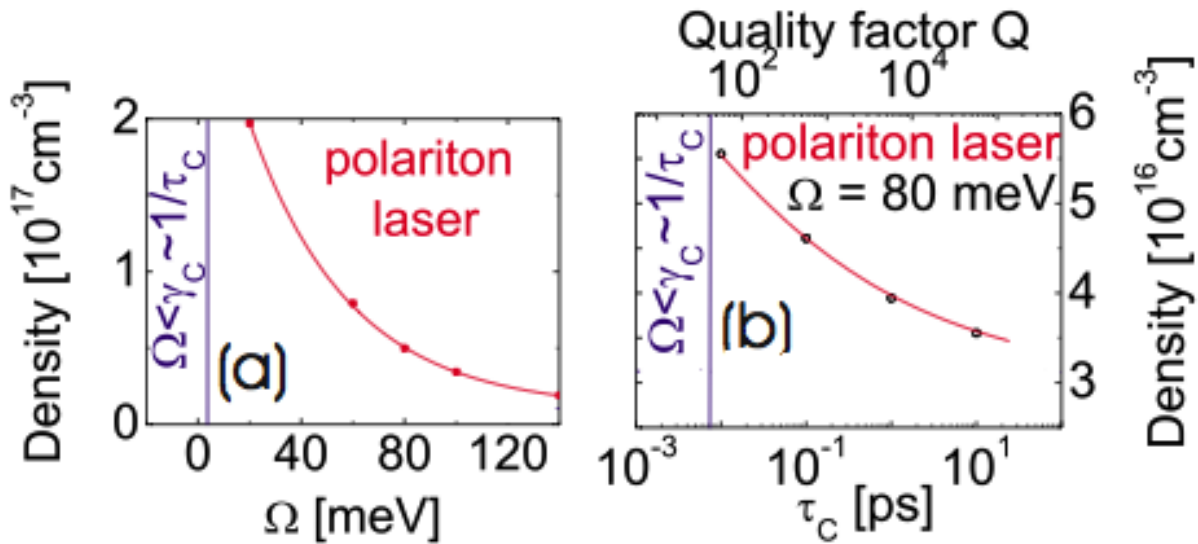 Density [10¹⁷cm⁻³]
2
1
0
Ω<γC~1/τC
polariton
laser
(a)
0 40 80 120
Ω [meV]
Quality factor Q
10² 10⁴
Ω<γC~1/τC
polariton laser
Ω = 80 meV
(b)
6
5
4
3
Density [10¹⁶cm⁻³]
10⁻³ 10⁻¹ 10¹
τC [ps]